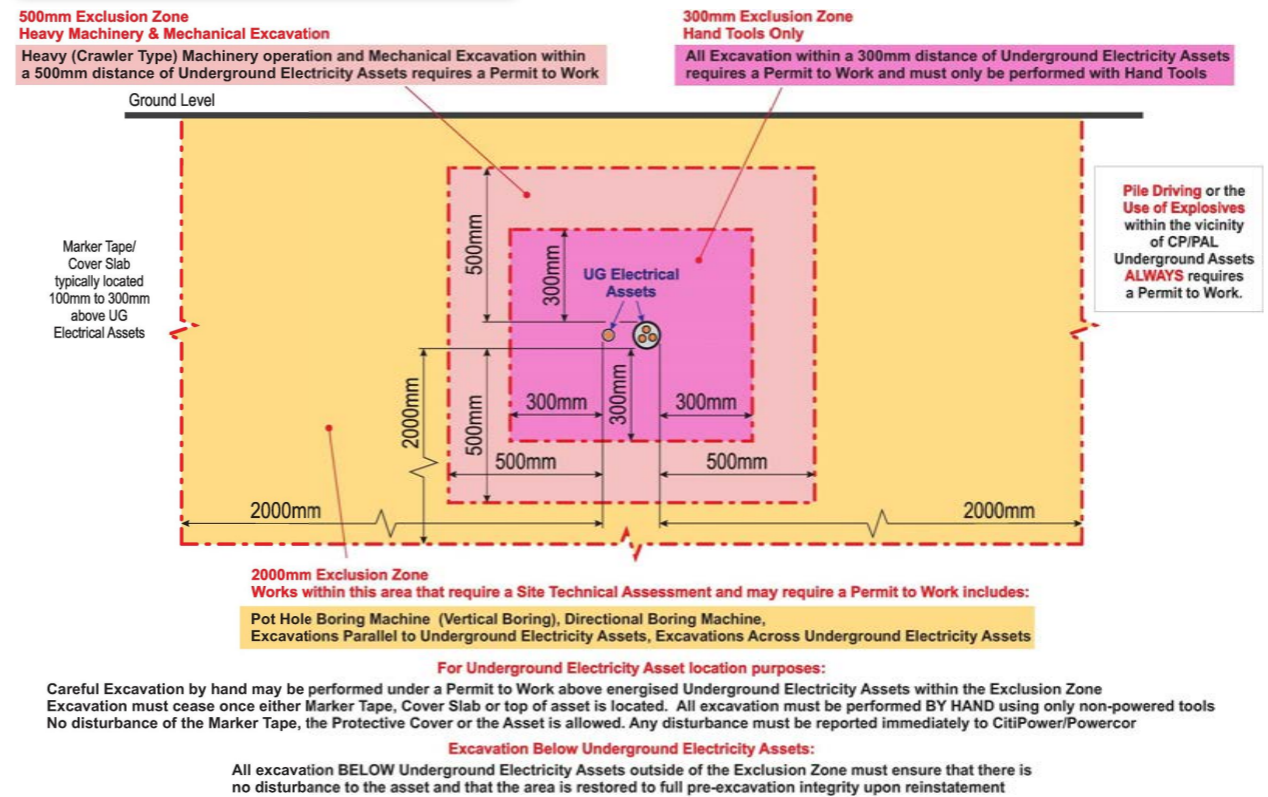 500mm Exclusion Zone
Heavy Machinery & Mechanical Excavation
Heavy (Crawler Type) Machinery operation and Mechanical Excavation within
a 500mm distance of Underground Electricity Assets requires a Permit to Work
300mm Exclusion Zone
Hand Tools Only
All Excavation within a 300mm distance of Underground Electricity Assets
requires a Permit to Work and must only be performed with Hand Tools
Ground Level
Marker Tape/
Cover Slab
typically located
100mm to 300mm
above UG
Electrical Assets
500mm
300mm
UG Electrical
Assets
Pile Driving or the
Use of Explosives
within the vicinity
of CP/PAL
Underground Assets
ALWAYS requires
a Permit to Work.
2000mm
500mm
300mm
300mm
300mm
500mm
500mm
2000mm
2000mm
2000mm Exclusion Zone
Works within this area that require a Site Technical Assessment and may require a Permit to Work includes:
Pot Hole Boring Machine (Vertical Boring), Directional Boring Machine,
Excavations Parallel to Underground Electricity Assets, Excavations Across Underground Electricity Assets
For Underground Electricity Asset location purposes:
Careful Excavation by hand may be performed under a Permit to Work above energised Underground Electricity Assets within the Exclusion Zone
Excavation must cease once either Marker Tape, Cover Slab or top of asset is located. All excavation must be performed BY HAND using only non-powered tools
No disturbance of the Marker Tape, the Protective Cover or the Asset is allowed. Any disturbance must be reported immediately to CitiPower/Powercor
Excavation Below Underground Electricity Assets:
All excavation BELOW Underground Electricity Assets outside of the Exclusion Zone must ensure that there is
no disturbance to the asset and that the area is restored to full pre-excavation integrity upon reinstatement